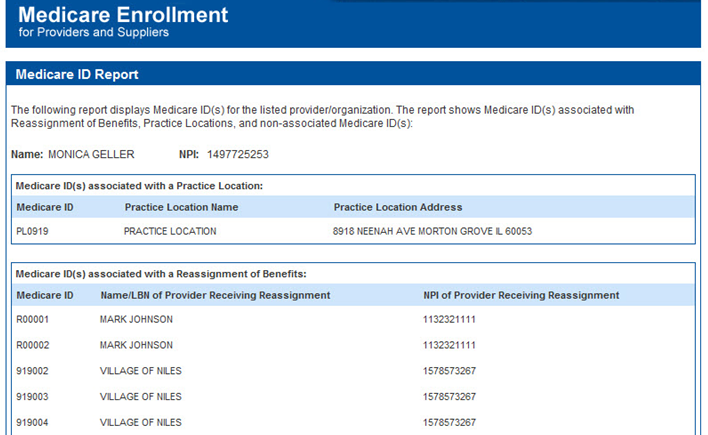 Medicare Enrollment
for Providers and Suppliers
Medicare ID Report
The following report displays Medicare ID(s) for the listed provider/organization. The report shows Medicare ID(s) associated with
Reassignment of Benefits, Practice Locations, and non-associated Medicare ID(s):
Name: MONICA GELLER NPI: 1497725253
Medicare ID(s) associated with a Practice Location:
Medicare ID Practice Location Name Practice Location Address
PL0919 PRACTICE LOCATION 8918 NEENAH AVE MORTON GROVE IL 60053
Medicare ID(s) associated with a Reassignment of Benefits:
Medicare ID Name/LBN of Provider Receiving Reassignment NPI of Provider Receiving Reassignment
R00001 MARK JOHNSON 1132321111
R00002 MARK JOHNSON 1132321111
919002 VILLAGE OF NILES 1578573267
919003 VILLAGE OF NILES 1578573267
919004 VILLAGE OF NILES 1578573267